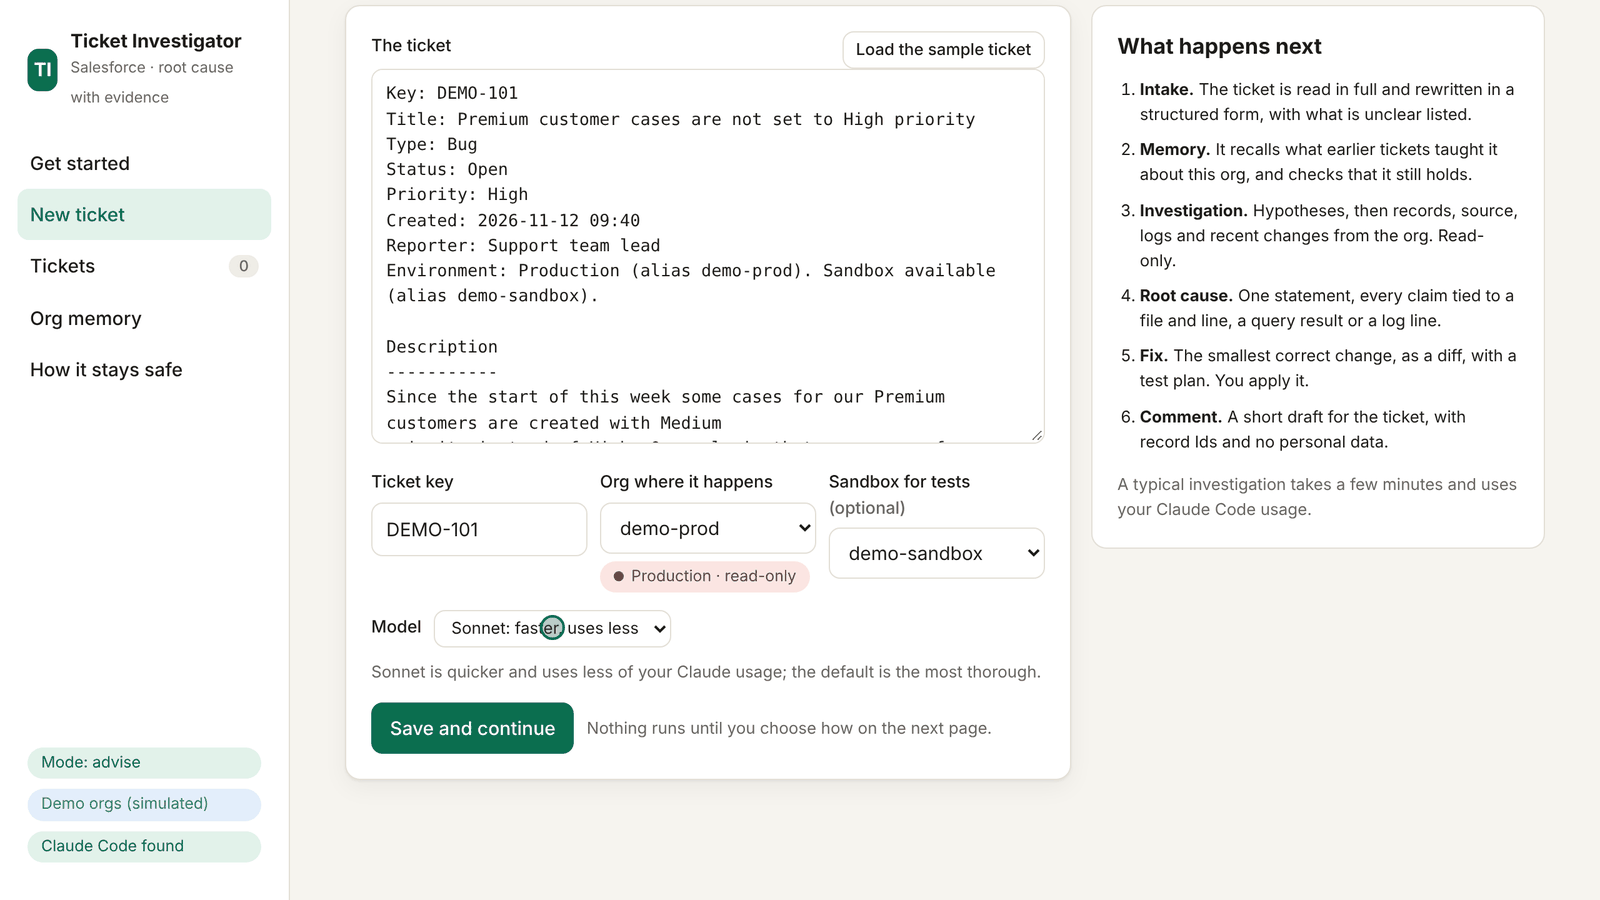 TI
Ticket Investigator
Salesforce · root cause
with evidence
Get started
New ticket
Tickets
0
Org memory
How it stays safe
Mode: advise
Demo orgs (simulated)
Claude Code found
The ticket
Load the sample ticket
Key: DEMO-101
Title: Premium customer cases are not set to High priority
Type: Bug
Status: Open
Priority: High
Created: 2026-11-12 09:40
Reporter: Support team lead
Environment: Production (alias demo-prod). Sandbox available
(alias demo-sandbox).
Description
-----------
Since the start of this week some cases for our Premium
customers are created with Medium
Ticket key
DEMO-101
Org where it happens
demo-prod
Production · read-only
Sandbox for tests
(optional)
demo-sandbox
Model
Sonnet: faster, uses less
Sonnet is quicker and uses less of your Claude usage; the default is the most thorough.
Save and continue
Nothing runs until you choose how on the next page.
What happens next
1. Intake. The ticket is read in full and rewritten in a
structured form, with what is unclear listed.
2. Memory. It recalls what earlier tickets taught it
about this org, and checks that it still holds.
3. Investigation. Hypotheses, then records, source,
logs and recent changes from the org. Read-
only.
4. Root cause. One statement, every claim tied to a
file and line, a query result or a log line.
5. Fix. The smallest correct change, as a diff, with a
test plan. You apply it.
6. Comment. A short draft for the ticket, with
record Ids and no personal data.
A typical investigation takes a few minutes and uses
your Claude Code usage.